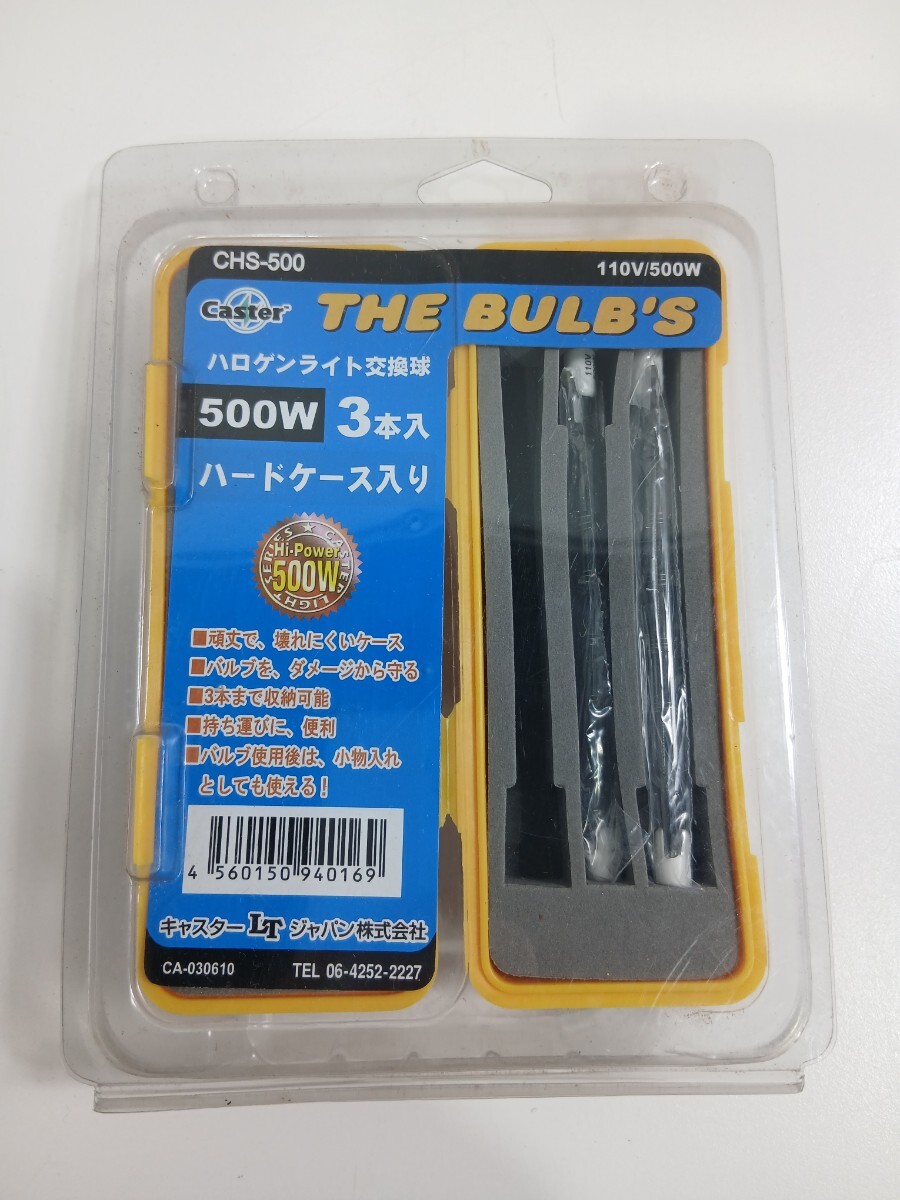 CHS-500
110V/500W
Caster™
THE BULB'S
ハロゲンライト交換球
500W 3本入
ハードケース入り
SERIES ★ CASTER LIGHT
Hi-Power
500W
■頑丈で、壊れにくいケース
■バルブを、ダメージから守る
■3本まで収納可能
■持ち運びに、便利
■バルブ使用後は、小物入れ
としても使える!
4 560150 940169
キャスター LT ジャパン株式会社
CA-030610
TEL 06-4252-2227
110V